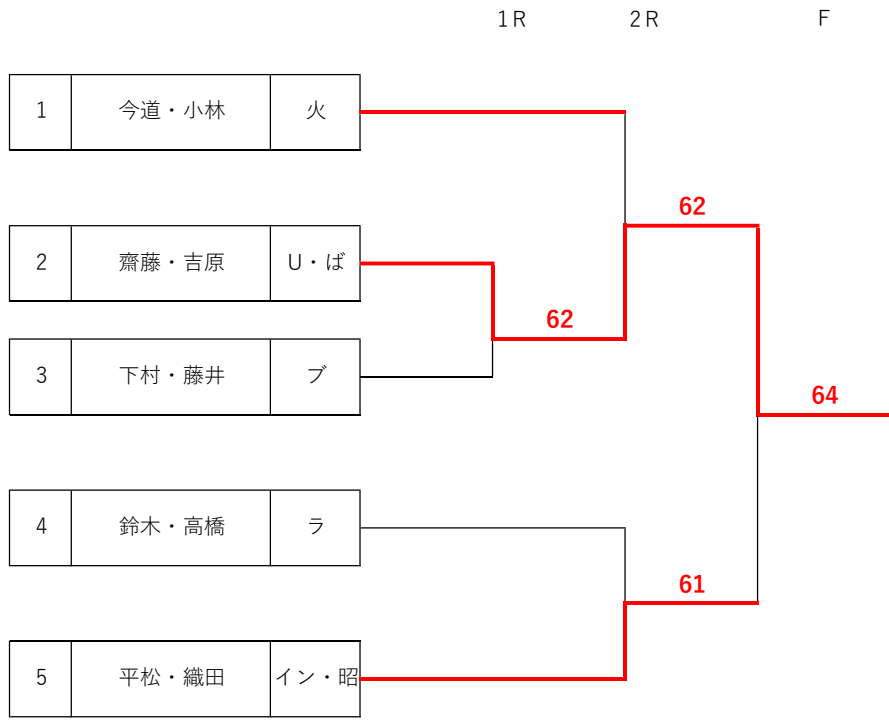 1R 2R F
1 今道・小林 火
62
2 齋藤・吉原 U・ば
62
3 下村・藤井 ブ
64
4 鈴木・高橋 ラ
61
5 平松・織田 イン・昭